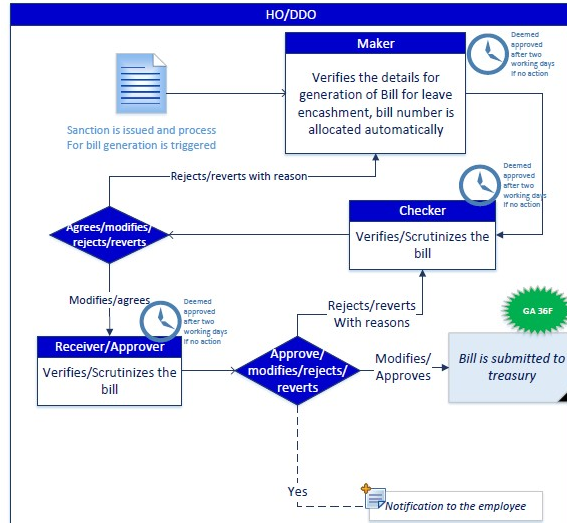 HO/DDO
Maker
Verifies the details for
generation of Bill for leave
encashment, bill number is
allocated automatically
Deemed
approved
after two
working days
if no action
Sanction is issued and process
For bill generation is triggered
Rejects/reverts with reason
Deemed
approved
after two
working days
if no action
Checker
Verifies/Scrutinizes the
bill
Agrees/modifies/
rejects/reverts
Modifies/agrees
Deemed
approved
after two
working days
if no action
Receiver/Approver
Verifies/Scrutinizes the
bill
Rejects/reverts
With reasons
Approve/
modifies/rejects/
reverts
Modifies/
Approves
GA 36F
Bill is submitted to
treasury
Yes
Notification to the employee